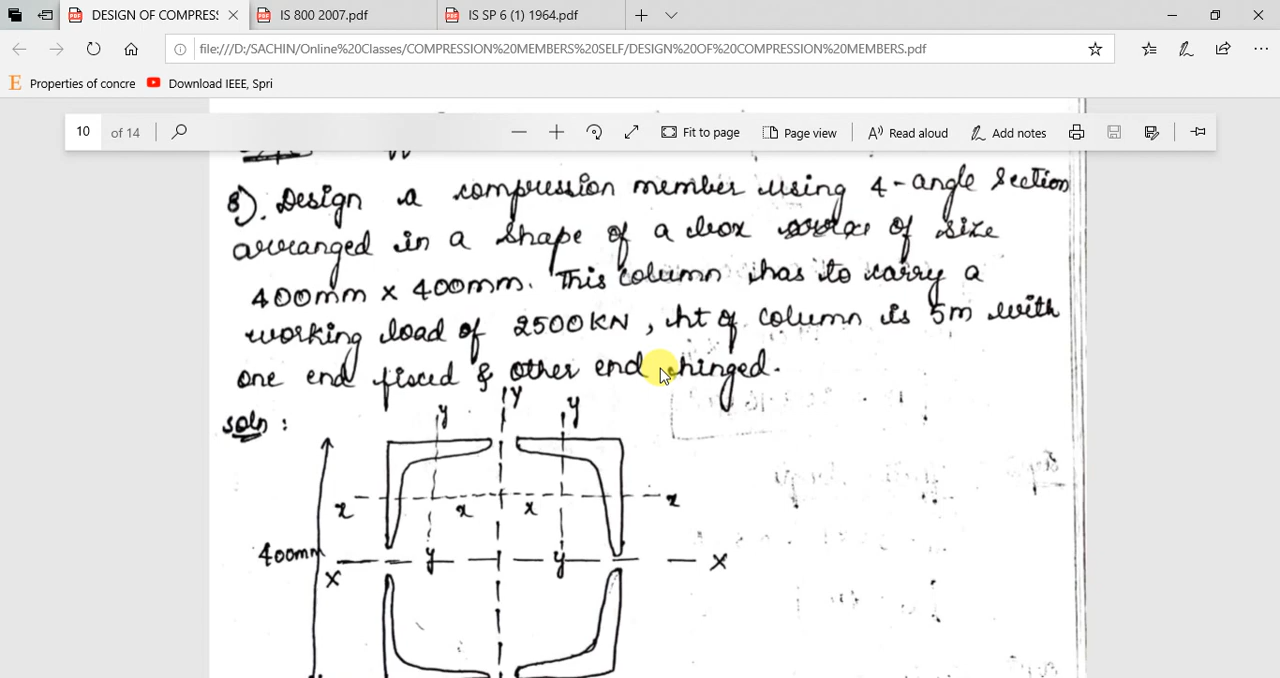 DESIGN OF COMPRESS
IS 800 2007.pdf
IS SP 6 (1) 1964.pdf
file:///D:/SACHIN/Online%20Classes/COMPRESSION%20MEMBERS%20SELF/DESIGN%20OF%20COMPRESSION%20MEMBERS.pdf
E Properties of concre
Download IEEE, Spri
10 of 14
Fit to page
Page view
Read aloud
Add notes
8). Design a compression member using 4-angle section
arranged in a shape of a box of size
400mm x 400mm. This column has to carry a
working load of 2500KN, ht of column is 5m with
one end fixed & other end hinged.
Soln :
y y y
x x x x
400mm
X y y X